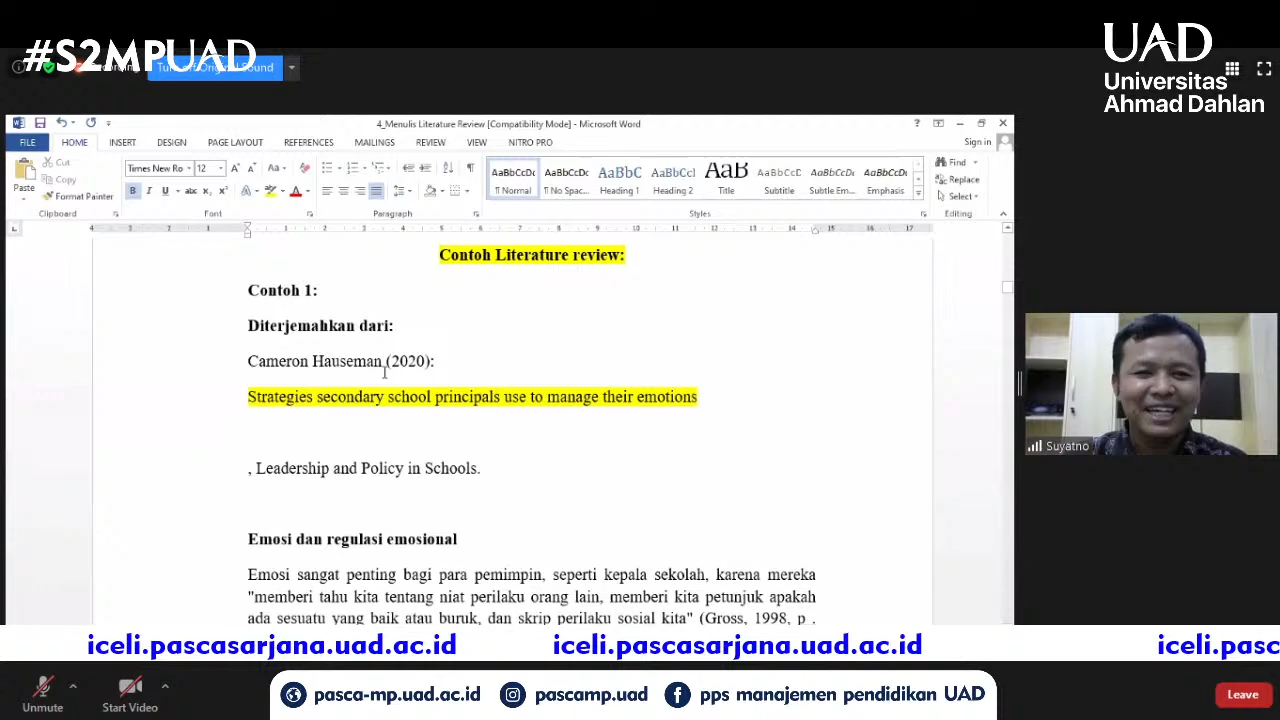 #S2MPUAD
Turn off Original Sound
UAD
Universitas
Ahmad Dahlan
4_Menulis Literature Review [Compatibility Mode] - Microsoft Word
FILE HOME INSERT DESIGN PAGE LAYOUT REFERENCES MAILINGS REVIEW VIEW NITRO PRO
Sign in
Paste
Cut
Copy
Format Painter
Clipboard
Times New Ro 12
Font
Paragraph
AaBbCcDc AaBbCcDc AaBbC AaBbCcl AaB AaBbCcD AaBbCcDc AaBbCcDc
¶ Normal ¶ No Spac... Heading 1 Heading 2 Title Subtitle Subtle Em... Emphasis
Styles
Find
Replace
Select
Editing
Contoh Literature review:
Contoh 1:
Diterjemahkan dari:
Cameron Hauseman (2020):
Strategies secondary school principals use to manage their emotions
, Leadership and Policy in Schools.
Emosi dan regulasi emosional
Emosi sangat penting bagi para pemimpin, seperti kepala sekolah, karena mereka
"memberi tahu kita tentang niat perilaku orang lain, memberi kita petunjuk apakah
ada sesuatu yang baik atau buruk, dan skrip perilaku sosial kita" (Gross, 1998, p .
Suyatno
iceli.pascasarjana.uad.ac.id iceli.pascasarjana.uad.ac.id iceli.pasc
Unmute
Start Video
pasca-mp.uad.ac.id pascamp.uad pps manajemen pendidikan UAD
Leave